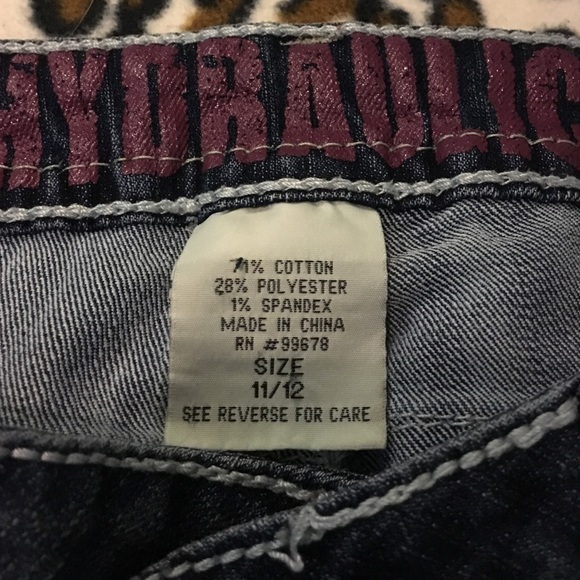 HYDRAULIC
71% COTTON
28% POLYESTER
1% SPANDEX
MADE IN CHINA
RN #99678
SIZE
11/12
SEE REVERSE FOR CARE